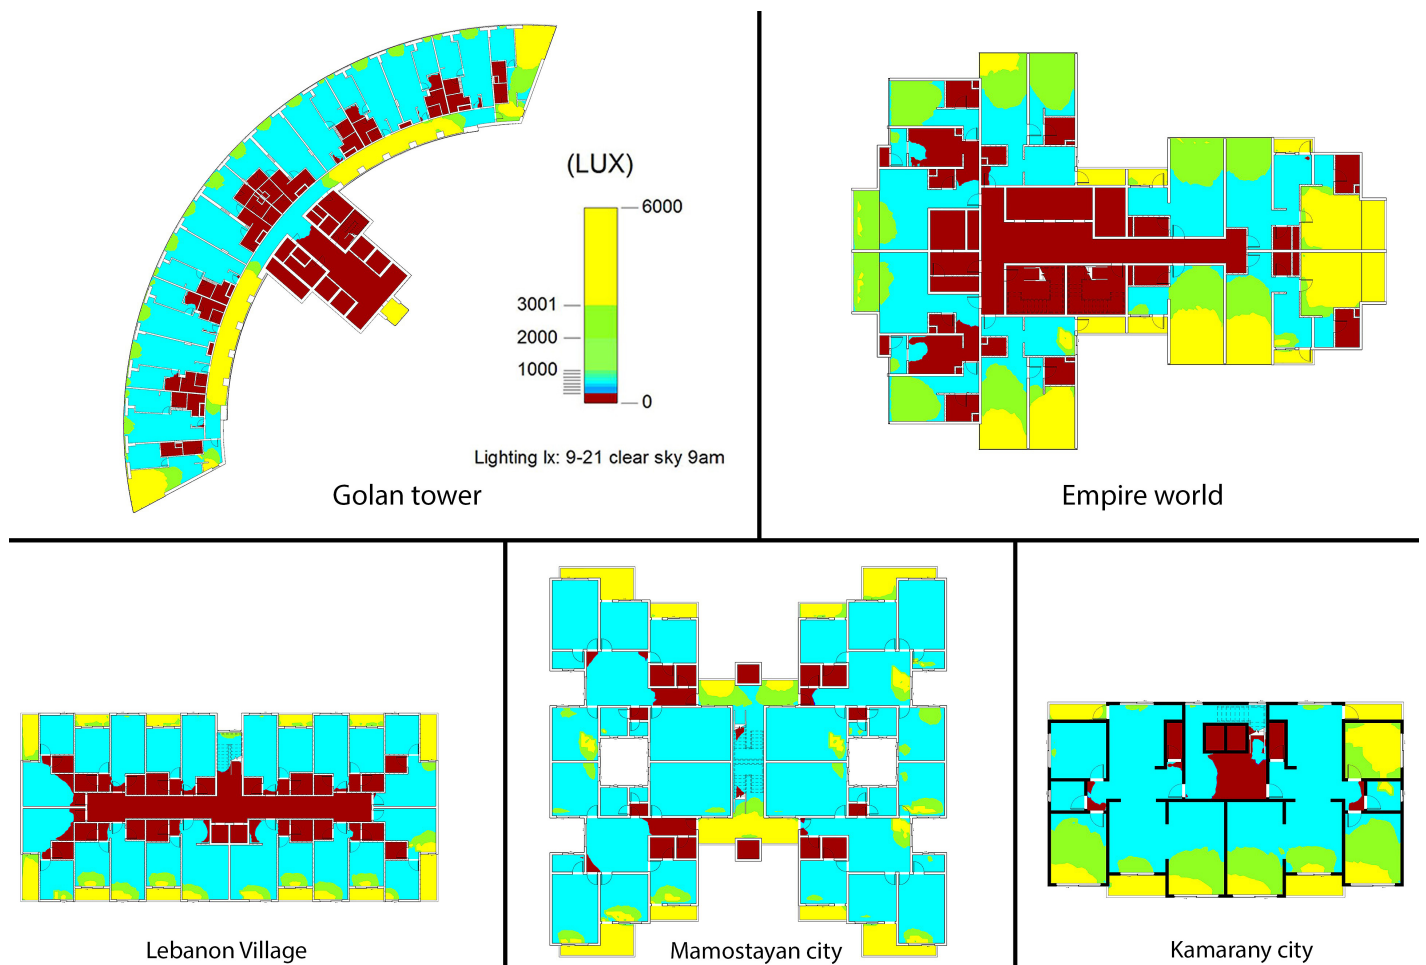 (LUX)
6000
3001
2000
1000
0
Lighting lx: 9-21 clear sky 9am
Golan tower
Empire world
Lebanon Village
Mamostayan city
Kamarany city